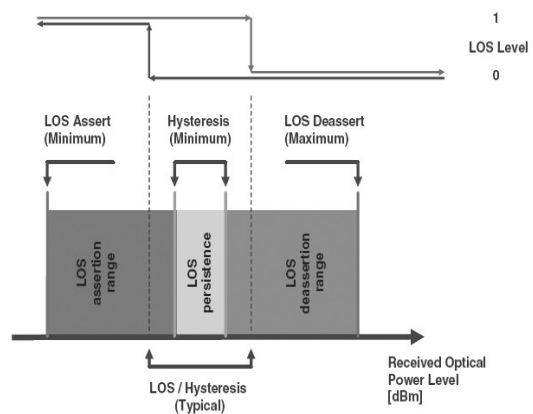 1
LOS Level
0
LOS Assert
(Minimum)
Hysteresis
(Minimum)
LOS Deassert
(Maximum)
LOS
assertion
range
LOS
persistence
LOS
deassertion
range
Received Optical
Power Level
[dBm]
LOS / Hysteresis
(Typical)